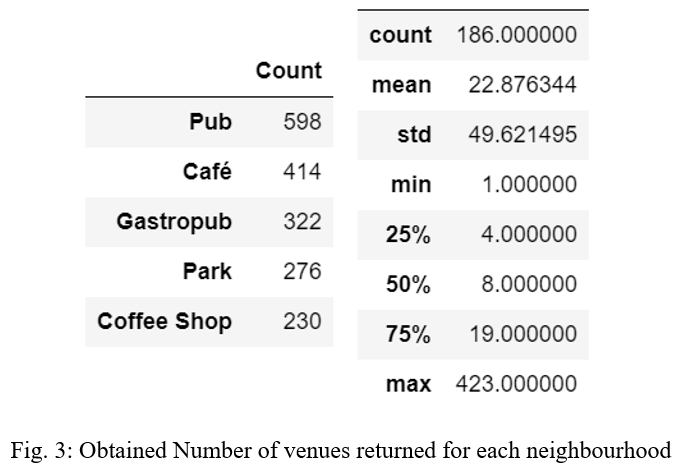 Count
Pub 598
Café 414
Gastropub 322
Park 276
Coffee Shop 230
count 186.000000
mean 22.876344
std 49.621495
min 1.000000
25% 4.000000
50% 8.000000
75% 19.000000
max 423.000000
Fig. 3: Obtained Number of venues returned for each neighbourhood